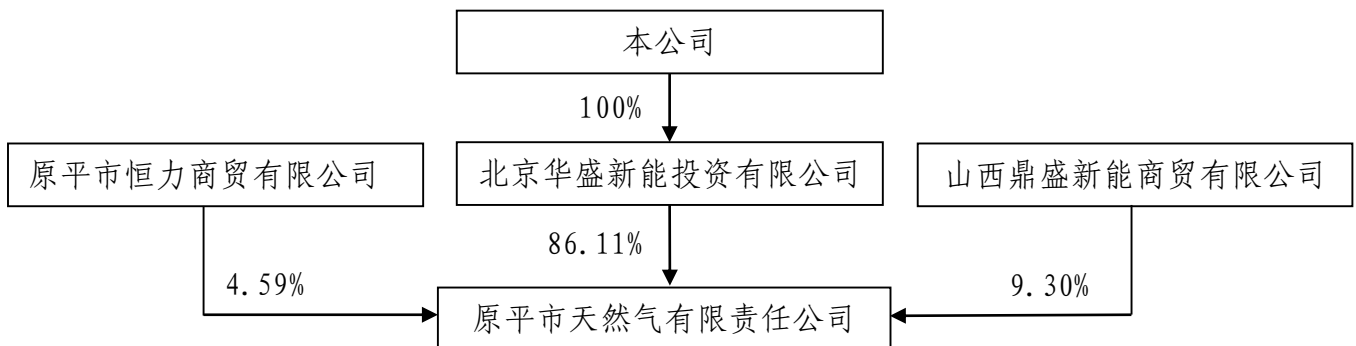 本公司
100%
原平市恒力商贸有限公司
北京华盛新能投资有限公司
山西鼎盛新能商贸有限公司
86.11%
4.59%
9.30%
原平市天然气有限责任公司